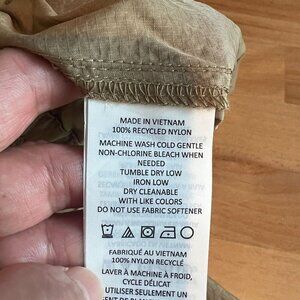 MADE IN VIETNAM
100% RECYCLED NYLON
MACHINE WASH COLD GENTLE
NON-CHLORINE BLEACH WHEN
NEEDED
TUMBLE DRY LOW
IRON LOW
DRY CLEANABLE
WITH LIKE COLORS
DO NOT USE FABRIC SOFTENER
FABRIQUÉ AU VIETNAM
100% NYLON RECYCLÉ
LAVER À MACHINE À FROID,
CYCLE DÉLICAT
UTILISER SEULEMENT UN